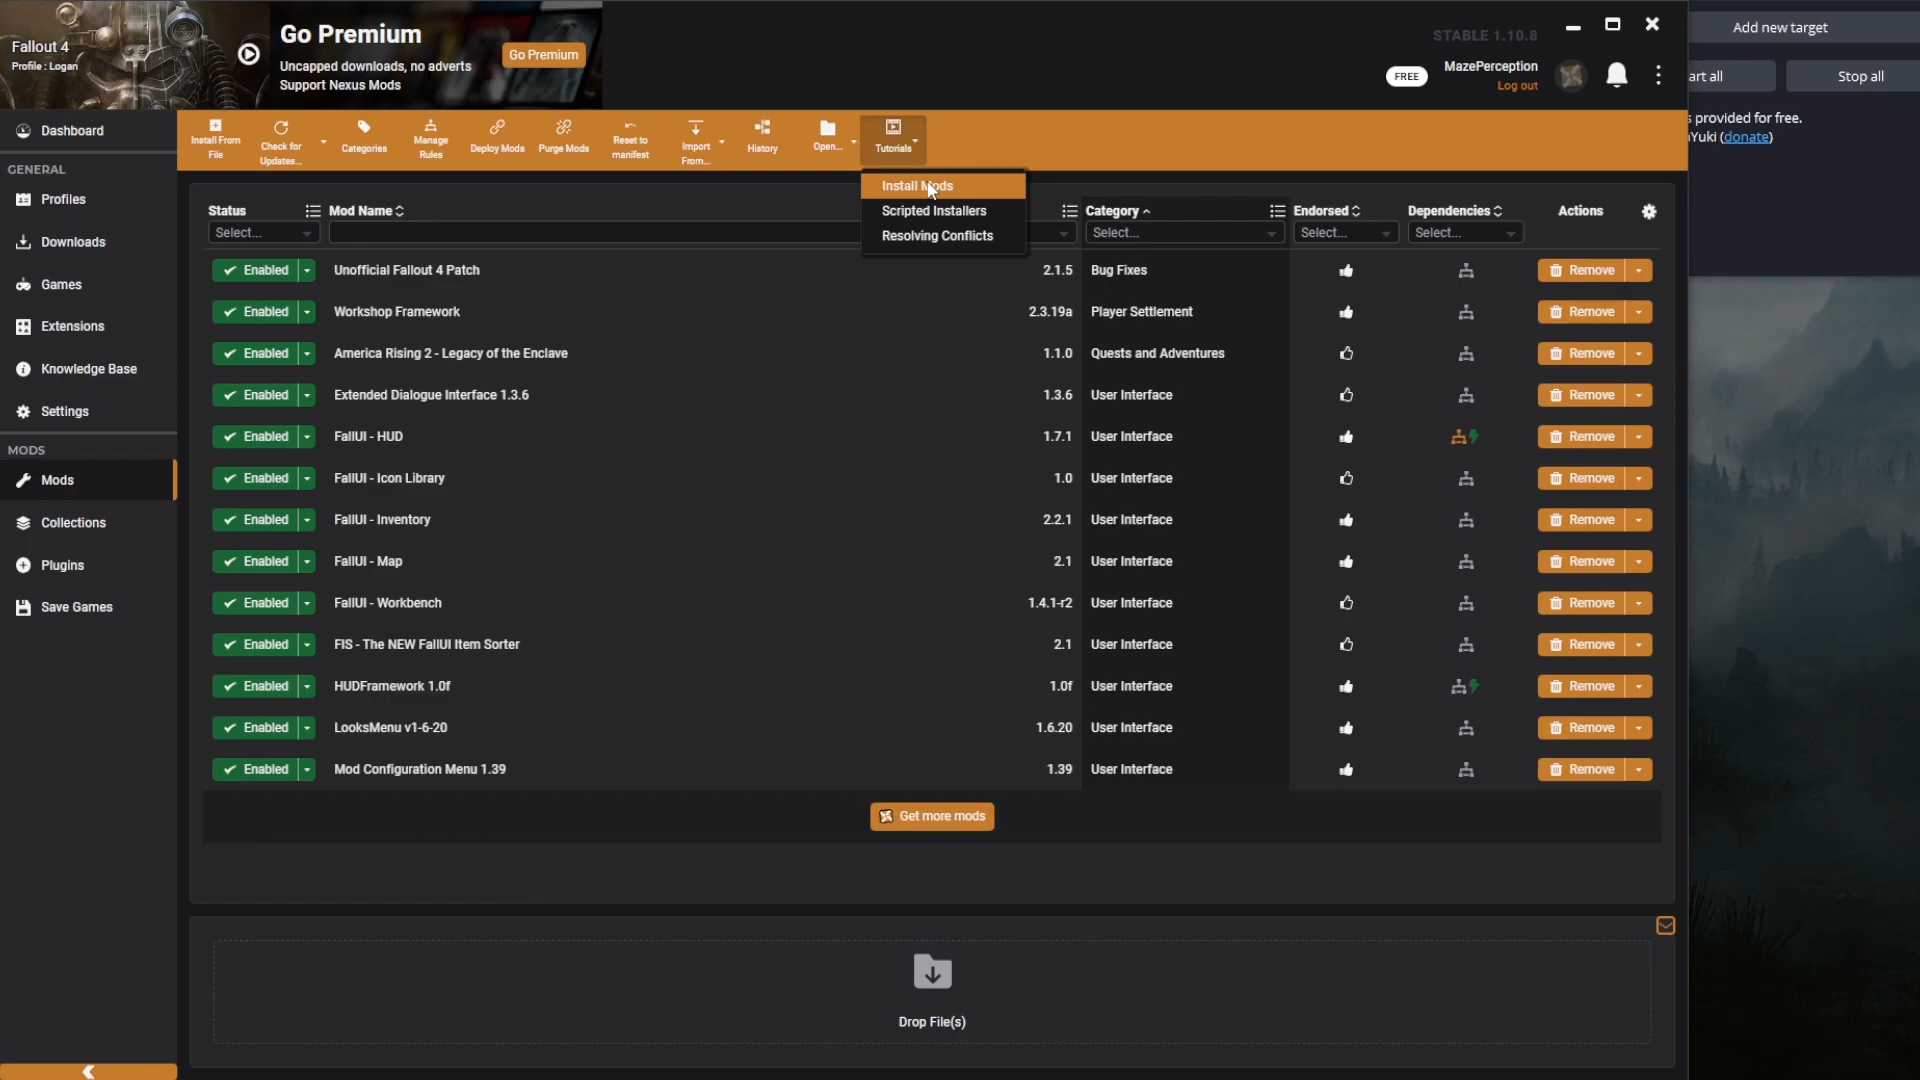 Fallout 4
Profile : Logan
Go Premium
Uncapped downloads, no adverts
Support Nexus Mods
Go Premium
STABLE 1.10.8
FREE
MazePerception
Log out
Add new target
art all
Stop all
s provided for free.
Yuki (donate)
Dashboard
GENERAL
Profiles
Downloads
Games
Extensions
Knowledge Base
Settings
MODS
Mods
Collections
Plugins
Save Games
Install From File
Check for Updates...
Categories
Manage Rules
Deploy Mods
Purge Mods
Reset to manifest
Import From...
History
Open...
Tutorials
Install Mods
Scripted Installers
Resolving Conflicts
Status Mod Name Category Endorsed Dependencies Actions
Select... Select... Select... Select...
Enabled Unofficial Fallout 4 Patch 2.1.5 Bug Fixes Remove
Enabled Workshop Framework 2.3.19a Player Settlement Remove
Enabled America Rising 2 - Legacy of the Enclave 1.1.0 Quests and Adventures Remove
Enabled Extended Dialogue Interface 1.3.6 1.3.6 User Interface Remove
Enabled FallUI - HUD 1.7.1 User Interface Remove
Enabled FallUI - Icon Library 1.0 User Interface Remove
Enabled FallUI - Inventory 2.2.1 User Interface Remove
Enabled FallUI - Map 2.1 User Interface Remove
Enabled FallUI - Workbench 1.4.1-r2 User Interface Remove
Enabled FIS - The NEW FallUI Item Sorter 2.1 User Interface Remove
Enabled HUDFramework 1.0f 1.0f User Interface Remove
Enabled LooksMenu v1-6-20 1.6.20 User Interface Remove
Enabled Mod Configuration Menu 1.39 1.39 User Interface Remove
Get more mods
Drop File(s)